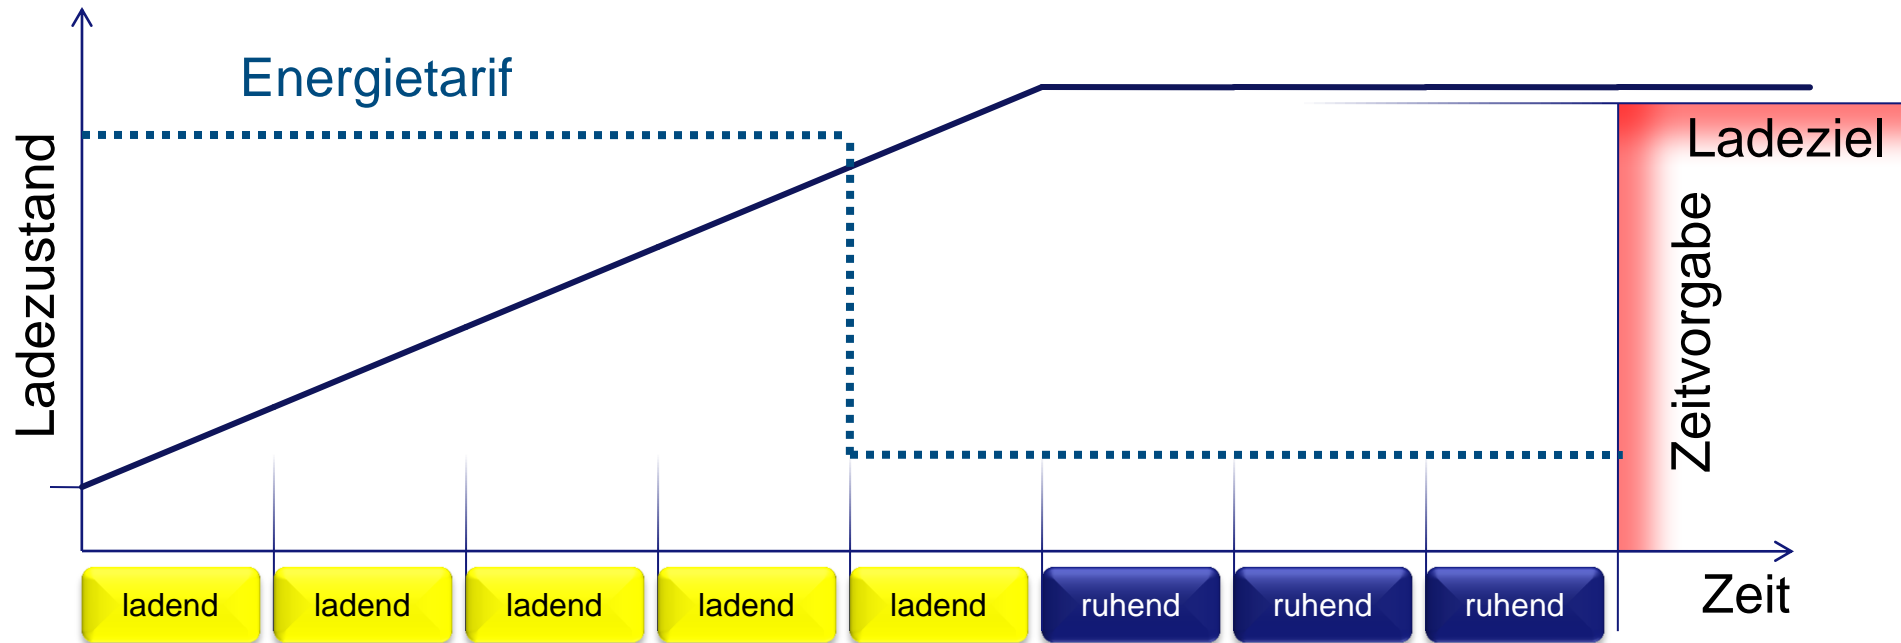 Energietarif
Ladezustand
Ladeziel
Zeitvorgabe
ladend
ladend
ladend
ladend
ladend
ruhend
ruhend
ruhend
Zeit